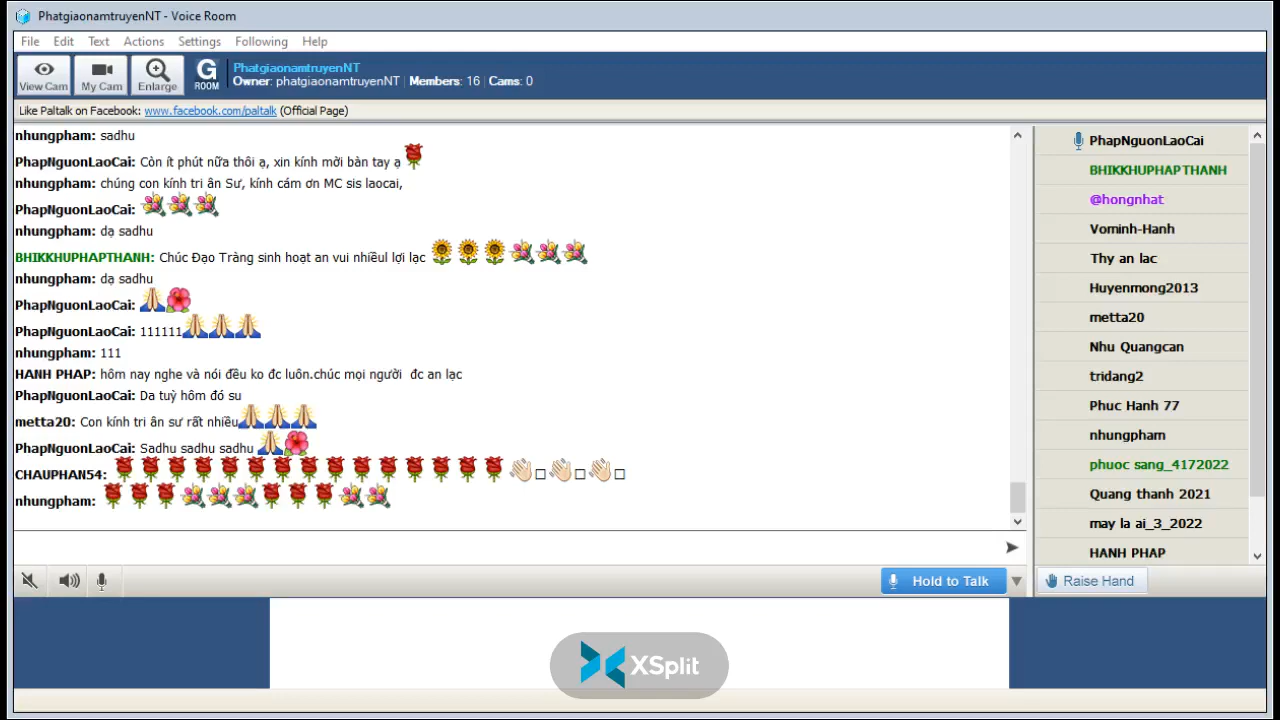 PhatgiaonamtruyenNT - Voice Room
File Edit Text Actions Settings Following Help
View Cam My Cam Enlarge G ROOM
PhatgiaonamtruyenNT
Owner: phatgiaonamtruyenNT | Members: 16 | Cams: 0
Like Paltalk on Facebook: www.facebook.com/paltalk (Official Page)
nhungpham: sadhu
PhapNguonLaoCai: Còn ít phút nữa thôi ạ, xin kính mời bàn tay ạ
nhungpham: chúng con kính tri ân Sư, kính cám ơn MC sis laocai,
PhapNguonLaoCai:
nhungpham: dạ sadhu
BHIKKHUPHAPTHANH: Chúc Đạo Tràng sinh hoạt an vui nhiềul lợi lạc
nhungpham: dạ sadhu
PhapNguonLaoCai:
PhapNguonLaoCai: 111111
nhungpham: 111
HANH PHAP: hôm nay nghe và nói đều ko đc luôn.chúc mọi người đc an lạc
PhapNguonLaoCai: Da tuỳ hôm đó su
metta20: Con kính tri ân sư rất nhiều
PhapNguonLaoCai: Sadhu sadhu sadhu
CHAUPHAN54:
nhungpham:
PhapNguonLaoCai
BHIKKHUPHAPTHANH
@hongnhat
Vominh-Hanh
Thy an lac
Huyenmong2013
metta20
Nhu Quangcan
tridang2
Phuc Hanh 77
nhungpham
phuoc sang_4172022
Quang thanh 2021
may la ai_3_2022
HANH PHAP
Hold to Talk
Raise Hand
XSplit